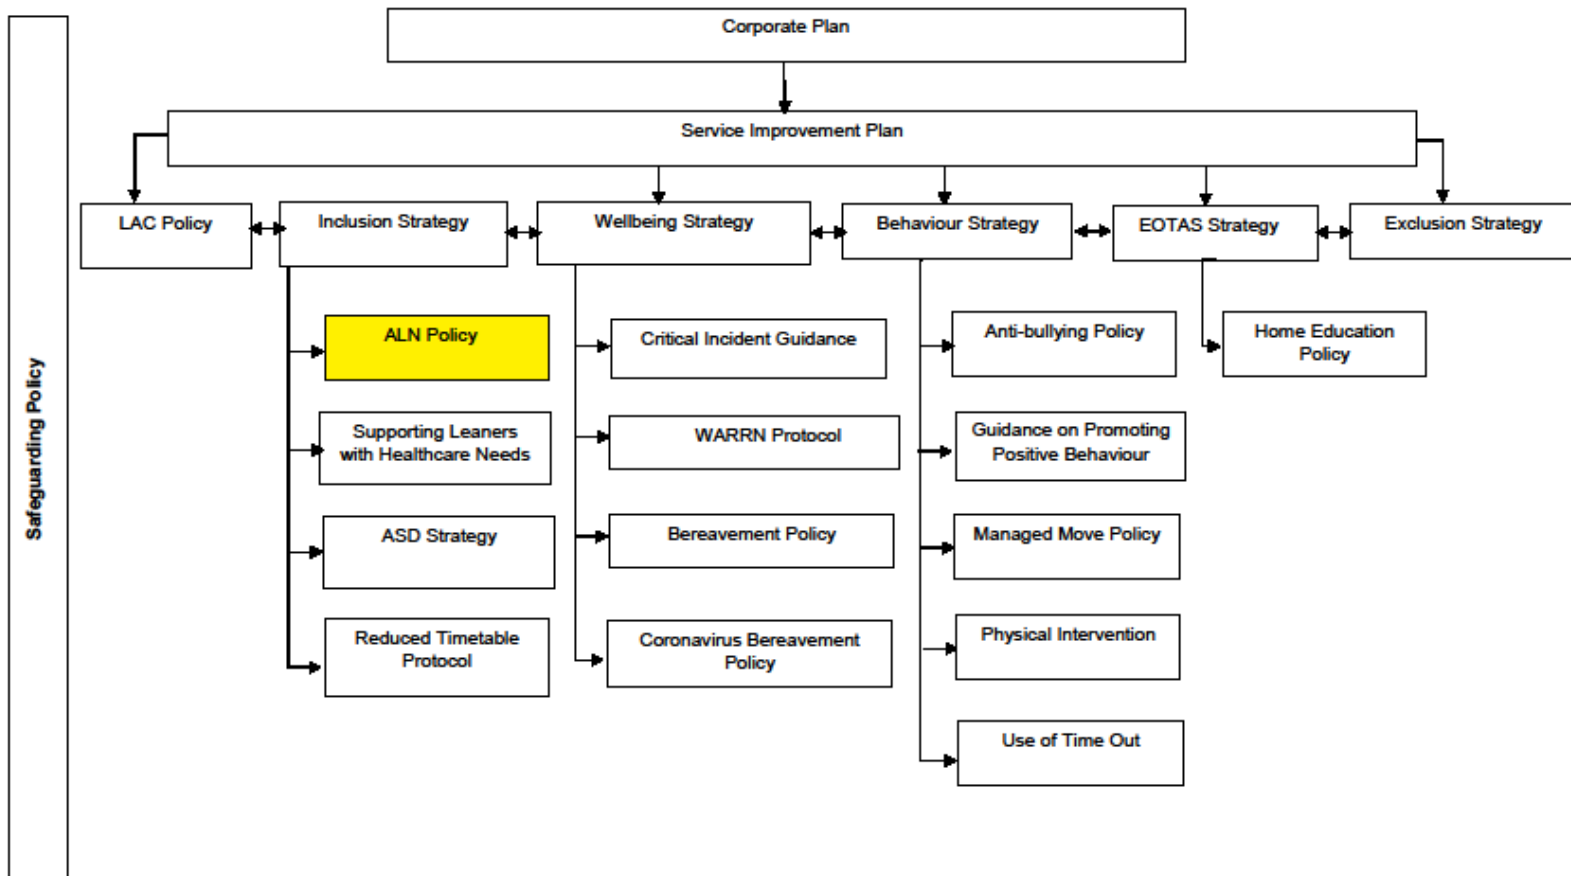 Corporate Plan
Service Improvement Plan
LAC Policy
Inclusion Strategy
Wellbeing Strategy
Behaviour Strategy
EOTAS Strategy
Exclusion Strategy
ALN Policy
Supporting Leaners
with Healthcare Needs
ASD Strategy
Reduced Timetable
Protocol
Critical Incident Guidance
WARRN Protocol
Bereavement Policy
Coronavirus Bereavement
Policy
Anti-bullying Policy
Guidance on Promoting
Positive Behaviour
Managed Move Policy
Physical Intervention
Use of Time Out
Home Education
Policy
Safeguarding Policy